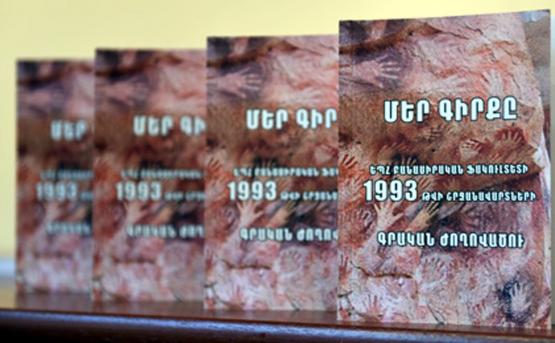 ՄԵՐ ԳԻՐՔԸ
ԵՊՀ ԲԱՆԱՍԻՐԱԿԱՆ ՖԱԿՈՒԼՏԵՏԻ
1993 ԹՎԻ ՇՐՋԱՆԱՎԱՐՏՆԵՐԻ
ԳՐԱԿԱՆ ԺՈՂՈՎԱԾՈՒ